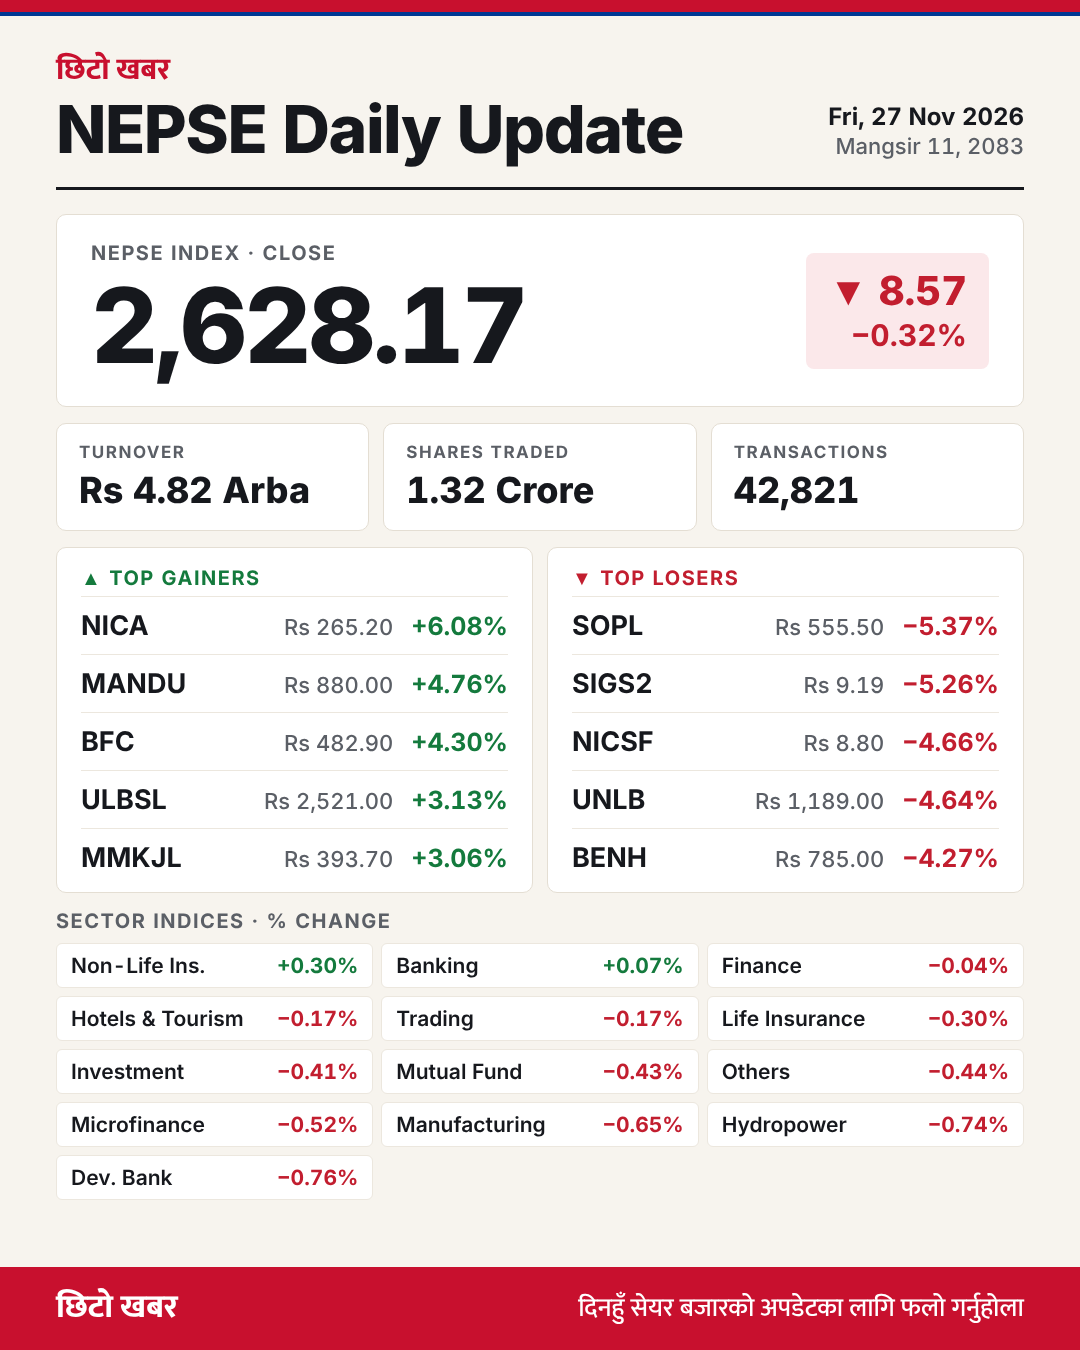 छिटो खबर
NEPSE Daily Update
Fri, 27 Nov 2026
Mangsir 11, 2083
NEPSE INDEX · CLOSE
2,628.17
▼ 8.57
−0.32%
TURNOVER
Rs 4.82 Arba
SHARES TRADED
1.32 Crore
TRANSACTIONS
42,821
▲ TOP GAINERS
NICA Rs 265.20 +6.08%
MANDU Rs 880.00 +4.76%
BFC Rs 482.90 +4.30%
ULBSL Rs 2,521.00 +3.13%
MMKJL Rs 393.70 +3.06%
▼ TOP LOSERS
SOPL Rs 555.50 −5.37%
SIGS2 Rs 9.19 −5.26%
NICSF Rs 8.80 −4.66%
UNLB Rs 1,189.00 −4.64%
BENH Rs 785.00 −4.27%
SECTOR INDICES · % CHANGE
Non-Life Ins. +0.30% Banking +0.07% Finance −0.04%
Hotels & Tourism −0.17% Trading −0.17% Life Insurance −0.30%
Investment −0.41% Mutual Fund −0.43% Others −0.44%
Microfinance −0.52% Manufacturing −0.65% Hydropower −0.74%
Dev. Bank −0.76%
छिटो खबर
दिनहुँ सेयर बजारको अपडेटका लागि फलो गर्नुहोला